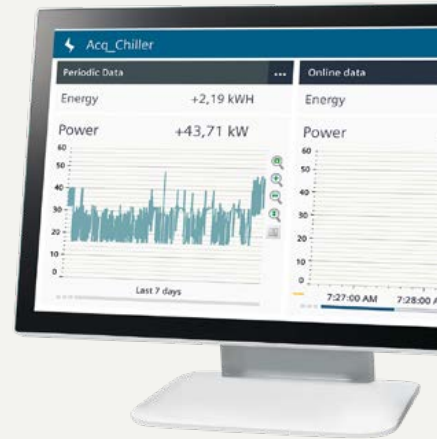 Acq_Chiller
Periodic Data ...
Energy +2,19 kWH
Power +43,71 kW
60
50
40
30
20
10
0
Last 7 days
Online data
Energy
Power
60
50
40
30
20
10
0
7:27:00 AM 7:28:00